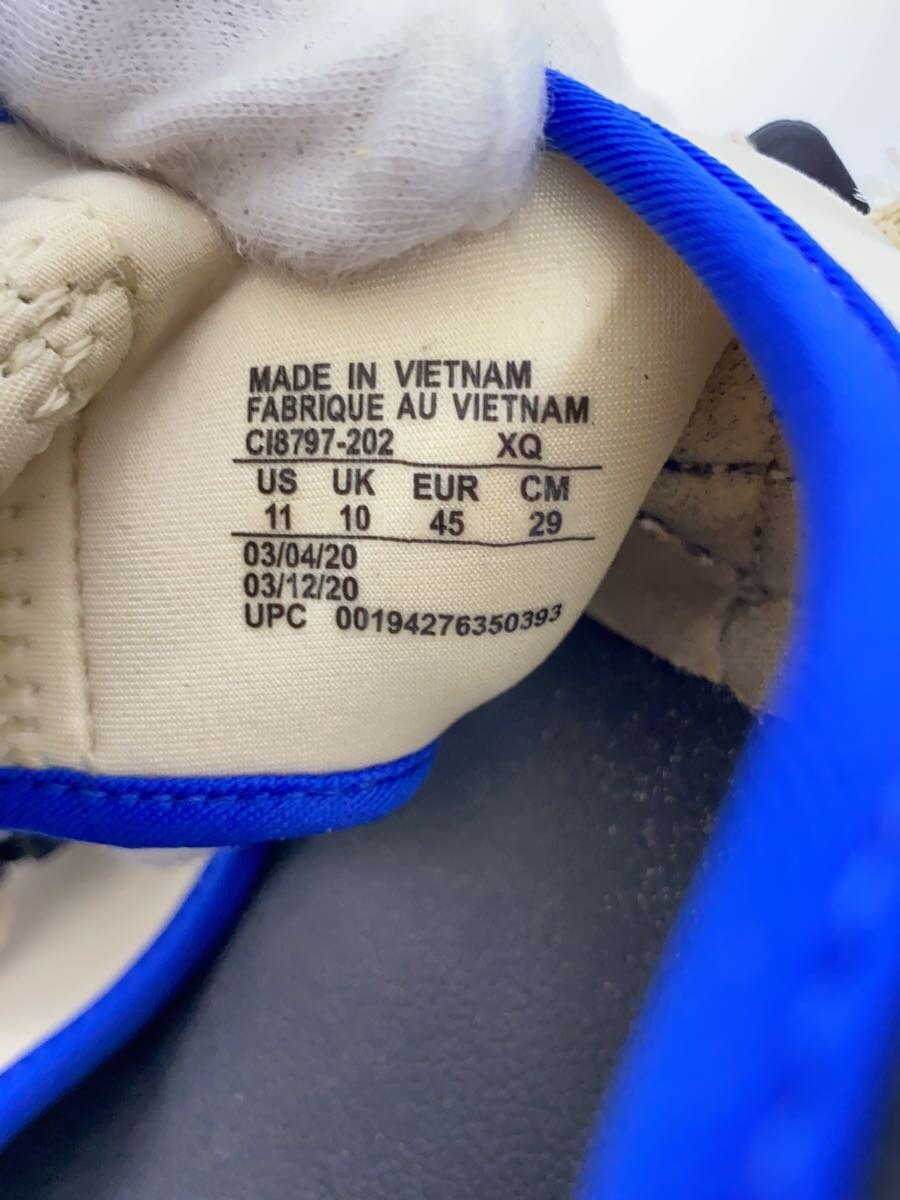 MADE IN VIETNAM
FABRIQUE AU VIETNAM
CI8797-202 XQ
US UK EUR CM
11 10 45 29
03/04/20
03/12/20
UPC 00194276350393